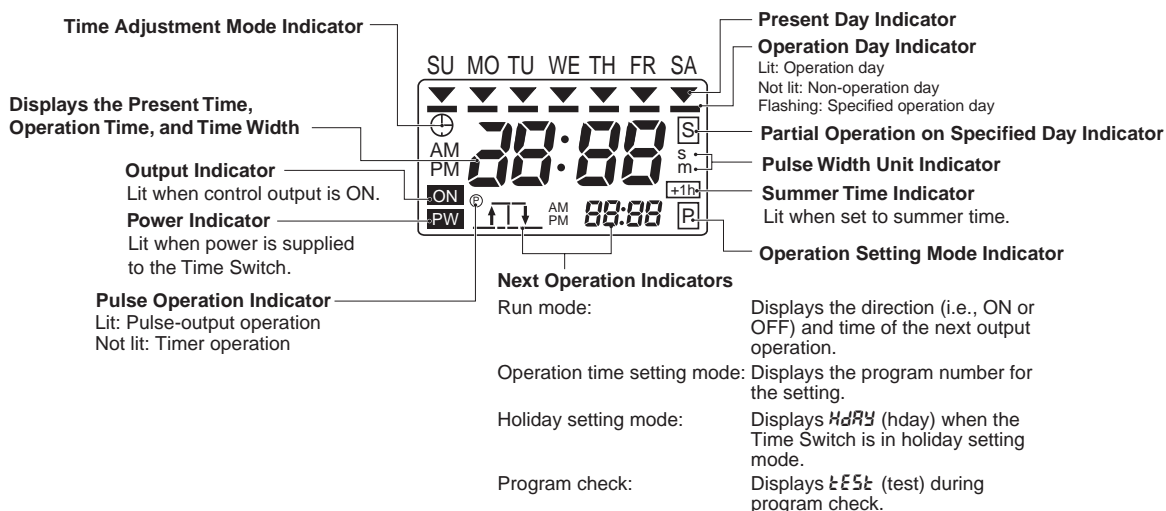 Time Adjustment Mode Indicator
Present Day Indicator
Operation Day Indicator
Lit: Operation day
Not lit: Non-operation day
Flashing: Specified operation day
SU MO TU WE TH FR SA
Displays the Present Time,
Operation Time, and Time Width
AM
PM
88:88
S
s
m
+1h
P
ON
PW
P
AM
PM
88:88
Partial Operation on Specified Day Indicator
Pulse Width Unit Indicator
Summer Time Indicator
Lit when set to summer time.
Operation Setting Mode Indicator
Output Indicator
Lit when control output is ON.
Power Indicator
Lit when power is supplied
to the Time Switch.
Pulse Operation Indicator
Lit: Pulse-output operation
Not lit: Timer operation
Next Operation Indicators
Run mode: Displays the direction (i.e., ON or
OFF) and time of the next output
operation.
Operation time setting mode: Displays the program number for
the setting.
Holiday setting mode: Displays HdAY (hday) when the
Time Switch is in holiday setting
mode.
Program check: Displays tESt (test) during
program check.